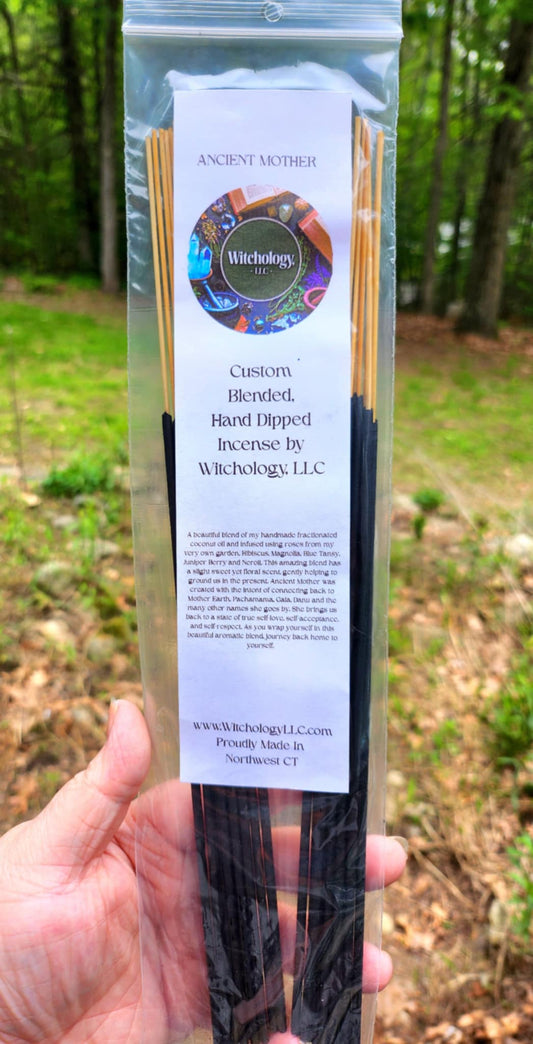 ANCIENT MOTHER
Witchology,
LLC
Custom
Blended,
Hand Dipped
Incense by
Witchology, LLC
A beautiful blend of my handmade fractionated
coconut oil and infused using roses from my
very own garden, Hibiscus, Magnolia, Blue Tansy,
Juniper Berry and Neroli. This amazing blend has
a slight sweet yet floral scent, gently helping to
ground us in the present. Ancient Mother was
created with the intent of connecting back to
Mother Earth, Pachamama, Gaia, Danu and the
many other names she goes by. She brings us
back to a state of true self love, self-acceptance,
and self-respect. As you wrap yourself in this
beautiful aromatic blend, journey back home to
yourself.
www.WitchologyLLC.com
Proudly Made In
Northwest CT